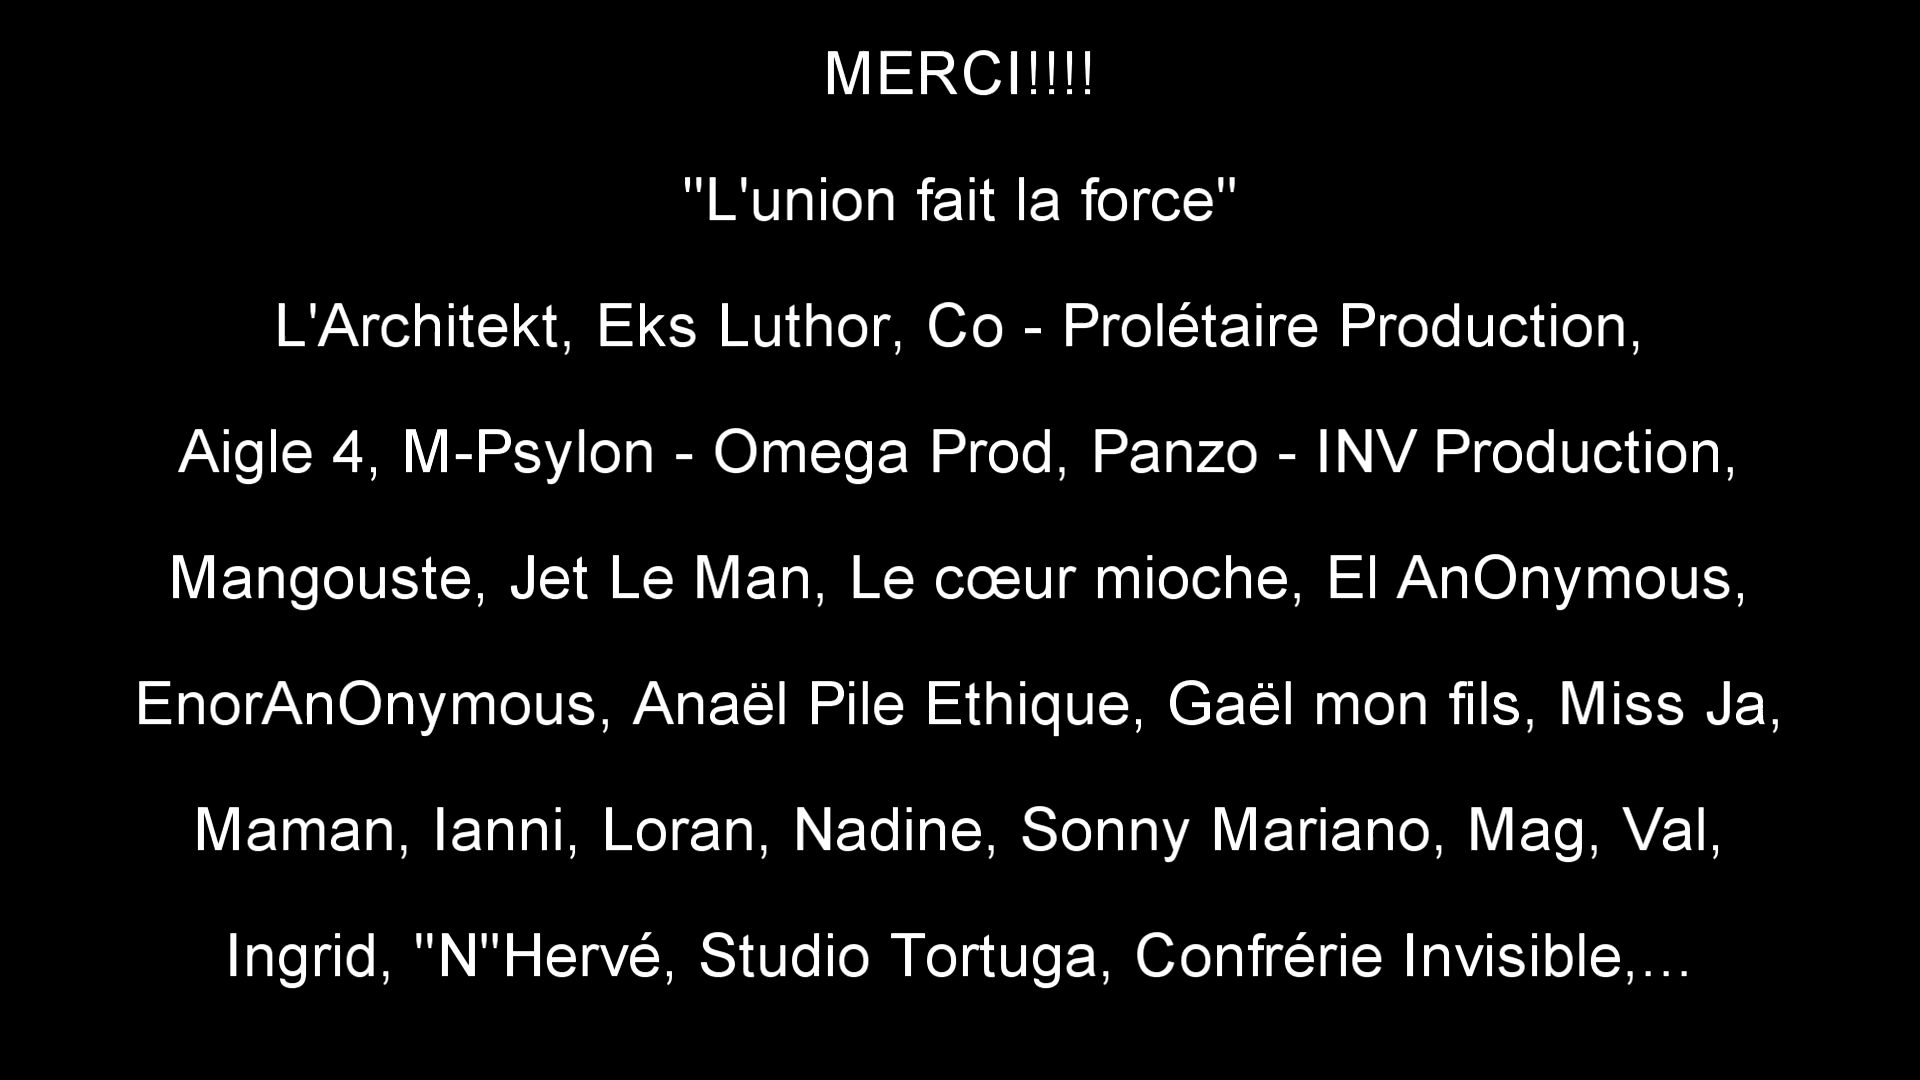 MERCI!!!!
"L'union fait la force"
L'Architekt, Eks Luthor, Co - Prolétaire Production,
Aigle 4, M-Psylon - Omega Prod, Panzo - INV Production,
Mangouste, Jet Le Man, Le cœur mioche, El AnOnymous,
EnorAnOnymous, Anaël Pile Ethique, Gaël mon fils, Miss Ja,
Maman, Ianni, Loran, Nadine, Sonny Mariano, Mag, Val,
Ingrid, "N"Hervé, Studio Tortuga, Confrérie Invisible,...